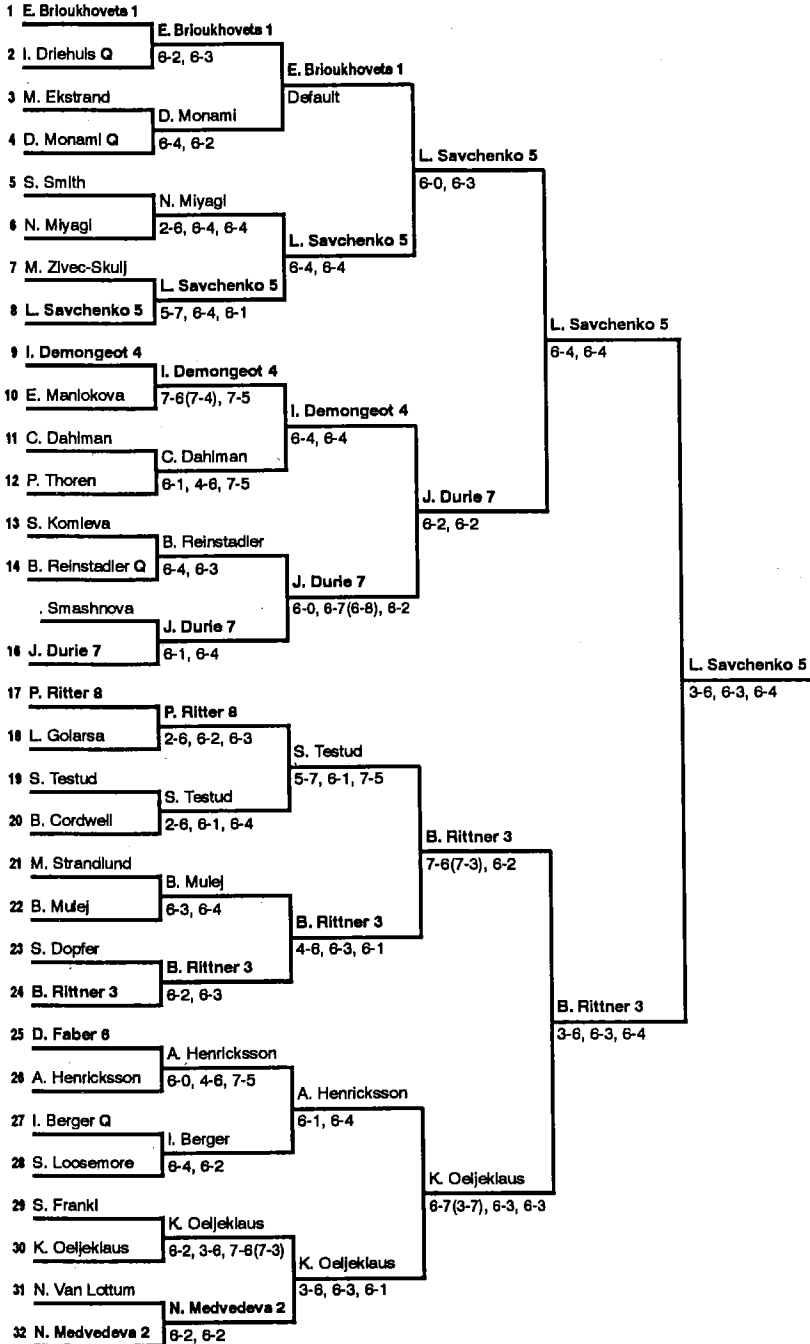 1 E. Brioukhovets 1
E. Brioukhovets 1
2 I. Driehuis Q
6-2, 6-3
E. Brioukhovets 1
Default
3 M. Ekstrand
D. Monami
4 D. Monami Q
6-4, 6-2
L. Savchenko 5
6-0, 6-3
5 S. Smith
N. Miyagi
6 N. Miyagi
2-6, 6-4, 6-4
L. Savchenko 5
6-4, 6-4
7 M. Zivec-Skulj
L. Savchenko 5
8 L. Savchenko 5
5-7, 6-4, 6-1
L. Savchenko 5
6-4, 6-4
9 I. Demongeot 4
I. Demongeot 4
10 E. Maniokova
7-6(7-4), 7-5
I. Demongeot 4
6-4, 6-4
11 C. Dahlman
C. Dahlman
12 P. Thoren
6-1, 4-6, 7-5
J. Durie 7
6-2, 6-2
13 S. Komleva
B. Reinstadler
14 B. Reinstadler Q
6-4, 6-3
J. Durie 7
6-0, 6-7(6-8), 6-2
Smashnova
J. Durie 7
16 J. Durie 7
6-1, 6-4
L. Savchenko 5
3-6, 6-3, 6-4
17 P. Ritter 8
P. Ritter 8
18 L. Golarsa
2-6, 6-2, 6-3
S. Testud
5-7, 6-1, 7-5
19 S. Testud
S. Testud
20 B. Cordwell
2-6, 6-1, 6-4
B. Rittner 3
7-6(7-3), 6-2
21 M. Strandlund
B. Mulej
22 B. Mulej
6-3, 6-4
B. Rittner 3
4-6, 6-3, 6-1
23 S. Dopfer
B. Rittner 3
24 B. Rittner 3
6-2, 6-3
B. Rittner 3
3-6, 6-3, 6-4
25 D. Faber 6
A. Henricksson
26 A. Henricksson
6-0, 4-6, 7-5
A. Henricksson
6-1, 6-4
27 I. Berger Q
I. Berger
28 S. Loosemore
6-4, 6-2
K. Oeljeklaus
6-7(3-7), 6-3, 6-3
29 S. Frankl
K. Oeljeklaus
30 K. Oeljeklaus
6-2, 3-6, 7-6(7-3)
K. Oeljeklaus
3-6, 6-3, 6-1
31 N. Van Lottum
N. Medvedeva 2
32 N. Medvedeva 2
6-2, 6-2